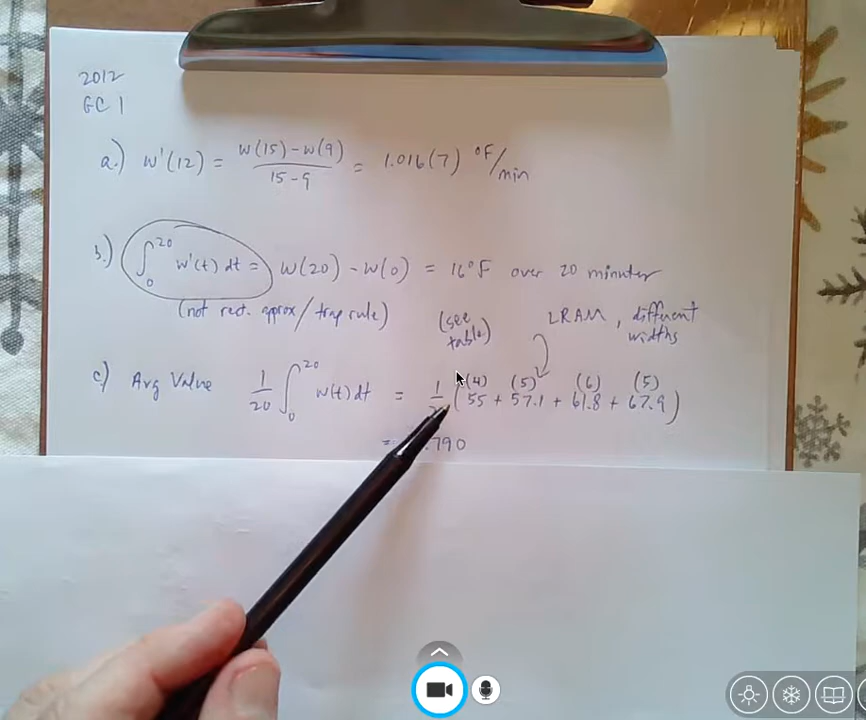 2012
GC 1
a.) W'(12) = W(15) - W(9) / 15 - 9 = 1.016(7) °F/min
b.) ∫₀²⁰ W'(t) dt = W(20) - W(0) = 16°F over 20 minutes
(not rect. approx / trap rule)
(see table)
LRAM, different widths
c.) Avg Value 1/20 ∫₀²⁰ W(t) dt = ( (4) 55 + (5) 57.1 + (6) 61.8 + (5) 67.9 )
= .790